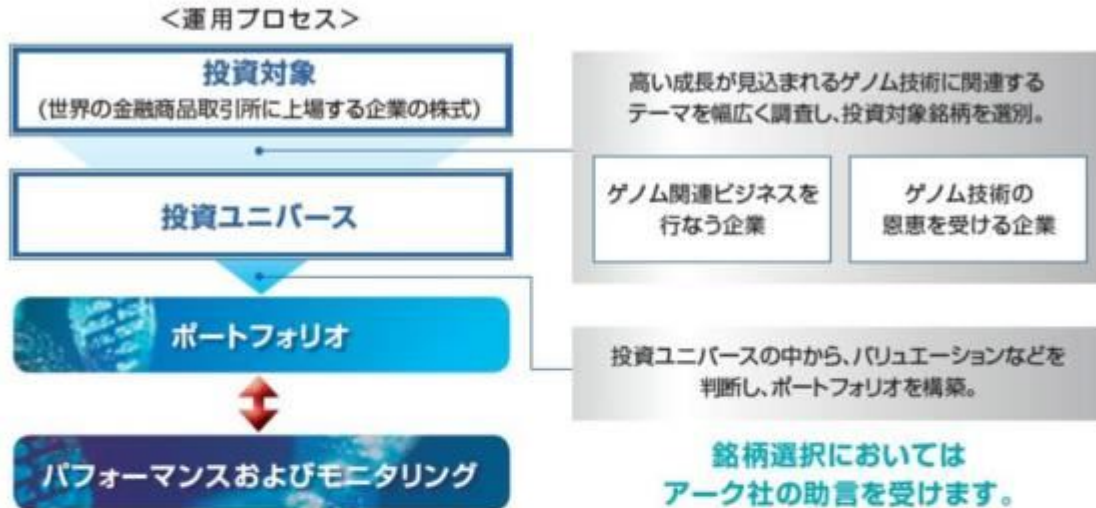 ＜運用プロセス＞
投資対象
(世界の金融商品取引所に上場する企業の株式)
高い成長が見込まれるゲノム技術に関連する
テーマを幅広く調査し、投資対象銘柄を選別。
ゲノム関連ビジネスを
行なう企業
ゲノム技術の
恩恵を受ける企業
投資ユニバース
ポートフォリオ
投資ユニバースの中から、バリュエーションなどを
判断し、ポートフォリオを構築。
パフォーマンスおよびモニタリング
銘柄選択においては
アーク社の助言を受けます。